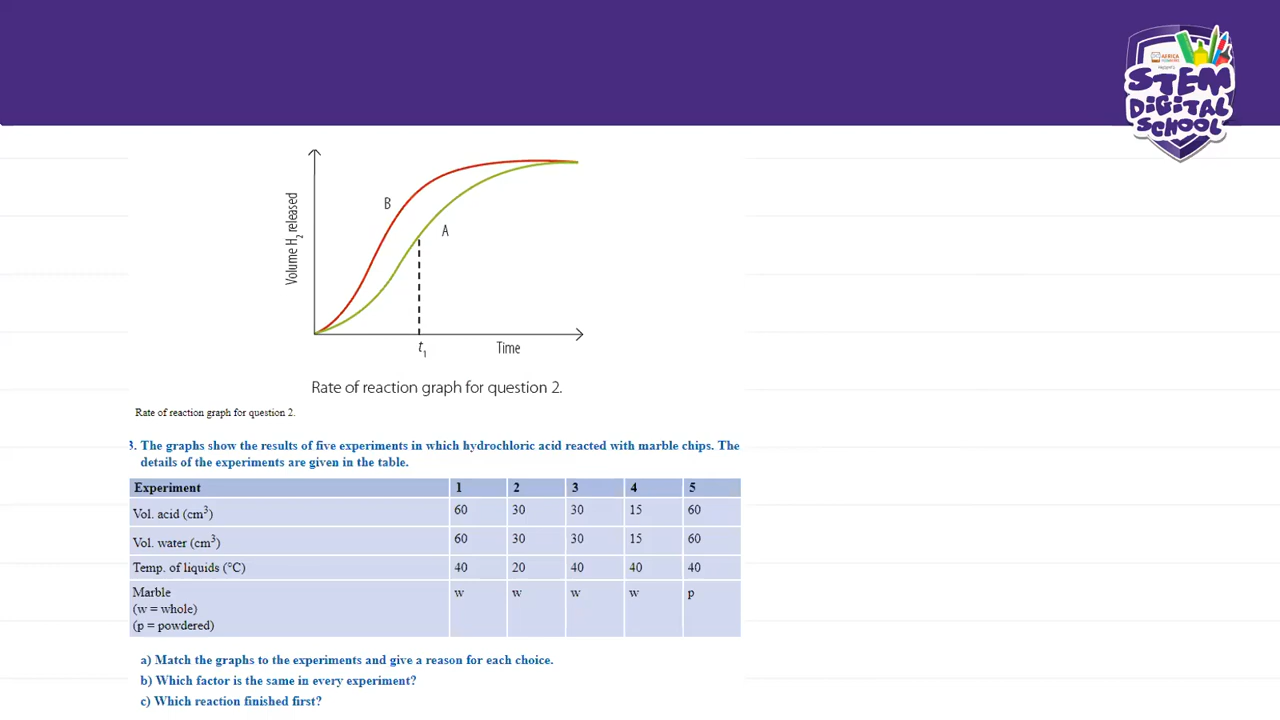 AFRICA
PRESENTS
STEM
DIGITAL
SCHOOL
B
A
Volume H₂ released
t₁
Time
Rate of reaction graph for question 2.
Rate of reaction graph for question 2.
3. The graphs show the results of five experiments in which hydrochloric acid reacted with marble chips. The
details of the experiments are given in the table.
Experiment 1 2 3 4 5
Vol. acid (cm³) 60 30 30 15 60
Vol. water (cm³) 60 30 30 15 60
Temp. of liquids (°C) 40 20 40 40 40
Marble w w w w p
(w = whole)
(p = powdered)
a) Match the graphs to the experiments and give a reason for each choice.
b) Which factor is the same in every experiment?
c) Which reaction finished first?